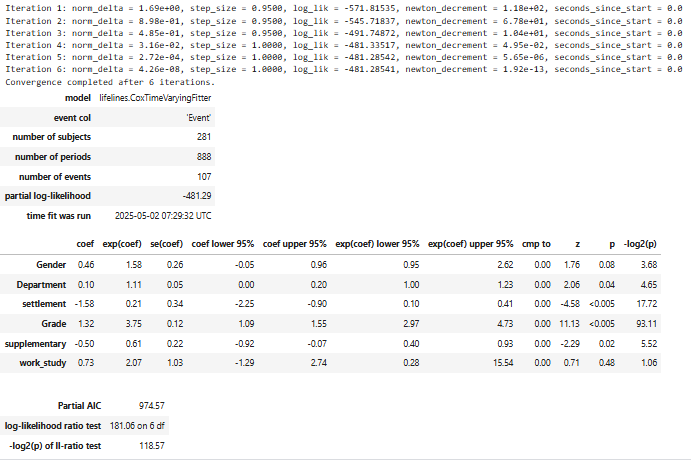 Iteration 1: norm_delta = 1.69e+00, step_size = 0.9500, log_lik = -571.81535, newton_decrement = 1.18e+02, seconds_since_start = 0.0
Iteration 2: norm_delta = 8.98e-01, step_size = 0.9500, log_lik = -545.71837, newton_decrement = 6.78e+01, seconds_since_start = 0.0
Iteration 3: norm_delta = 4.85e-01, step_size = 0.9500, log_lik = -491.74872, newton_decrement = 1.04e+01, seconds_since_start = 0.0
Iteration 4: norm_delta = 3.16e-02, step_size = 1.0000, log_lik = -481.33517, newton_decrement = 4.95e-02, seconds_since_start = 0.0
Iteration 5: norm_delta = 2.72e-04, step_size = 1.0000, log_lik = -481.28542, newton_decrement = 5.65e-06, seconds_since_start = 0.0
Iteration 6: norm_delta = 4.26e-08, step_size = 1.0000, log_lik = -481.28541, newton_decrement = 1.92e-13, seconds_since_start = 0.0
Convergence completed after 6 iterations.
model lifelines.CoxTimeVaryingFitter
event col 'Event'
number of subjects 281
number of periods 888
number of events 107
partial log-likelihood -481.29
time fit was run 2025-05-02 07:29:32 UTC
coef exp(coef) se(coef) coef lower 95% coef upper 95% exp(coef) lower 95% exp(coef) upper 95% cmp to z p -log2(p)
Gender 0.46 1.58 0.26 -0.05 0.96 0.95 2.62 0.00 1.76 0.08 3.68
Department 0.10 1.11 0.05 0.00 0.20 1.00 1.23 0.00 2.06 0.04 4.65
settlement -1.58 0.21 0.34 -2.25 -0.90 0.10 0.41 0.00 -4.58 <0.005 17.72
Grade 1.32 3.75 0.12 1.09 1.55 2.97 4.73 0.00 11.13 <0.005 93.11
supplementary -0.50 0.61 0.22 -0.92 -0.07 0.40 0.93 0.00 -2.29 0.02 5.52
work_study 0.73 2.07 1.03 -1.29 2.74 0.28 15.54 0.00 0.71 0.48 1.06
Partial AIC 974.57
log-likelihood ratio test 181.06 on 6 df
-log2(p) of ll-ratio test 118.57